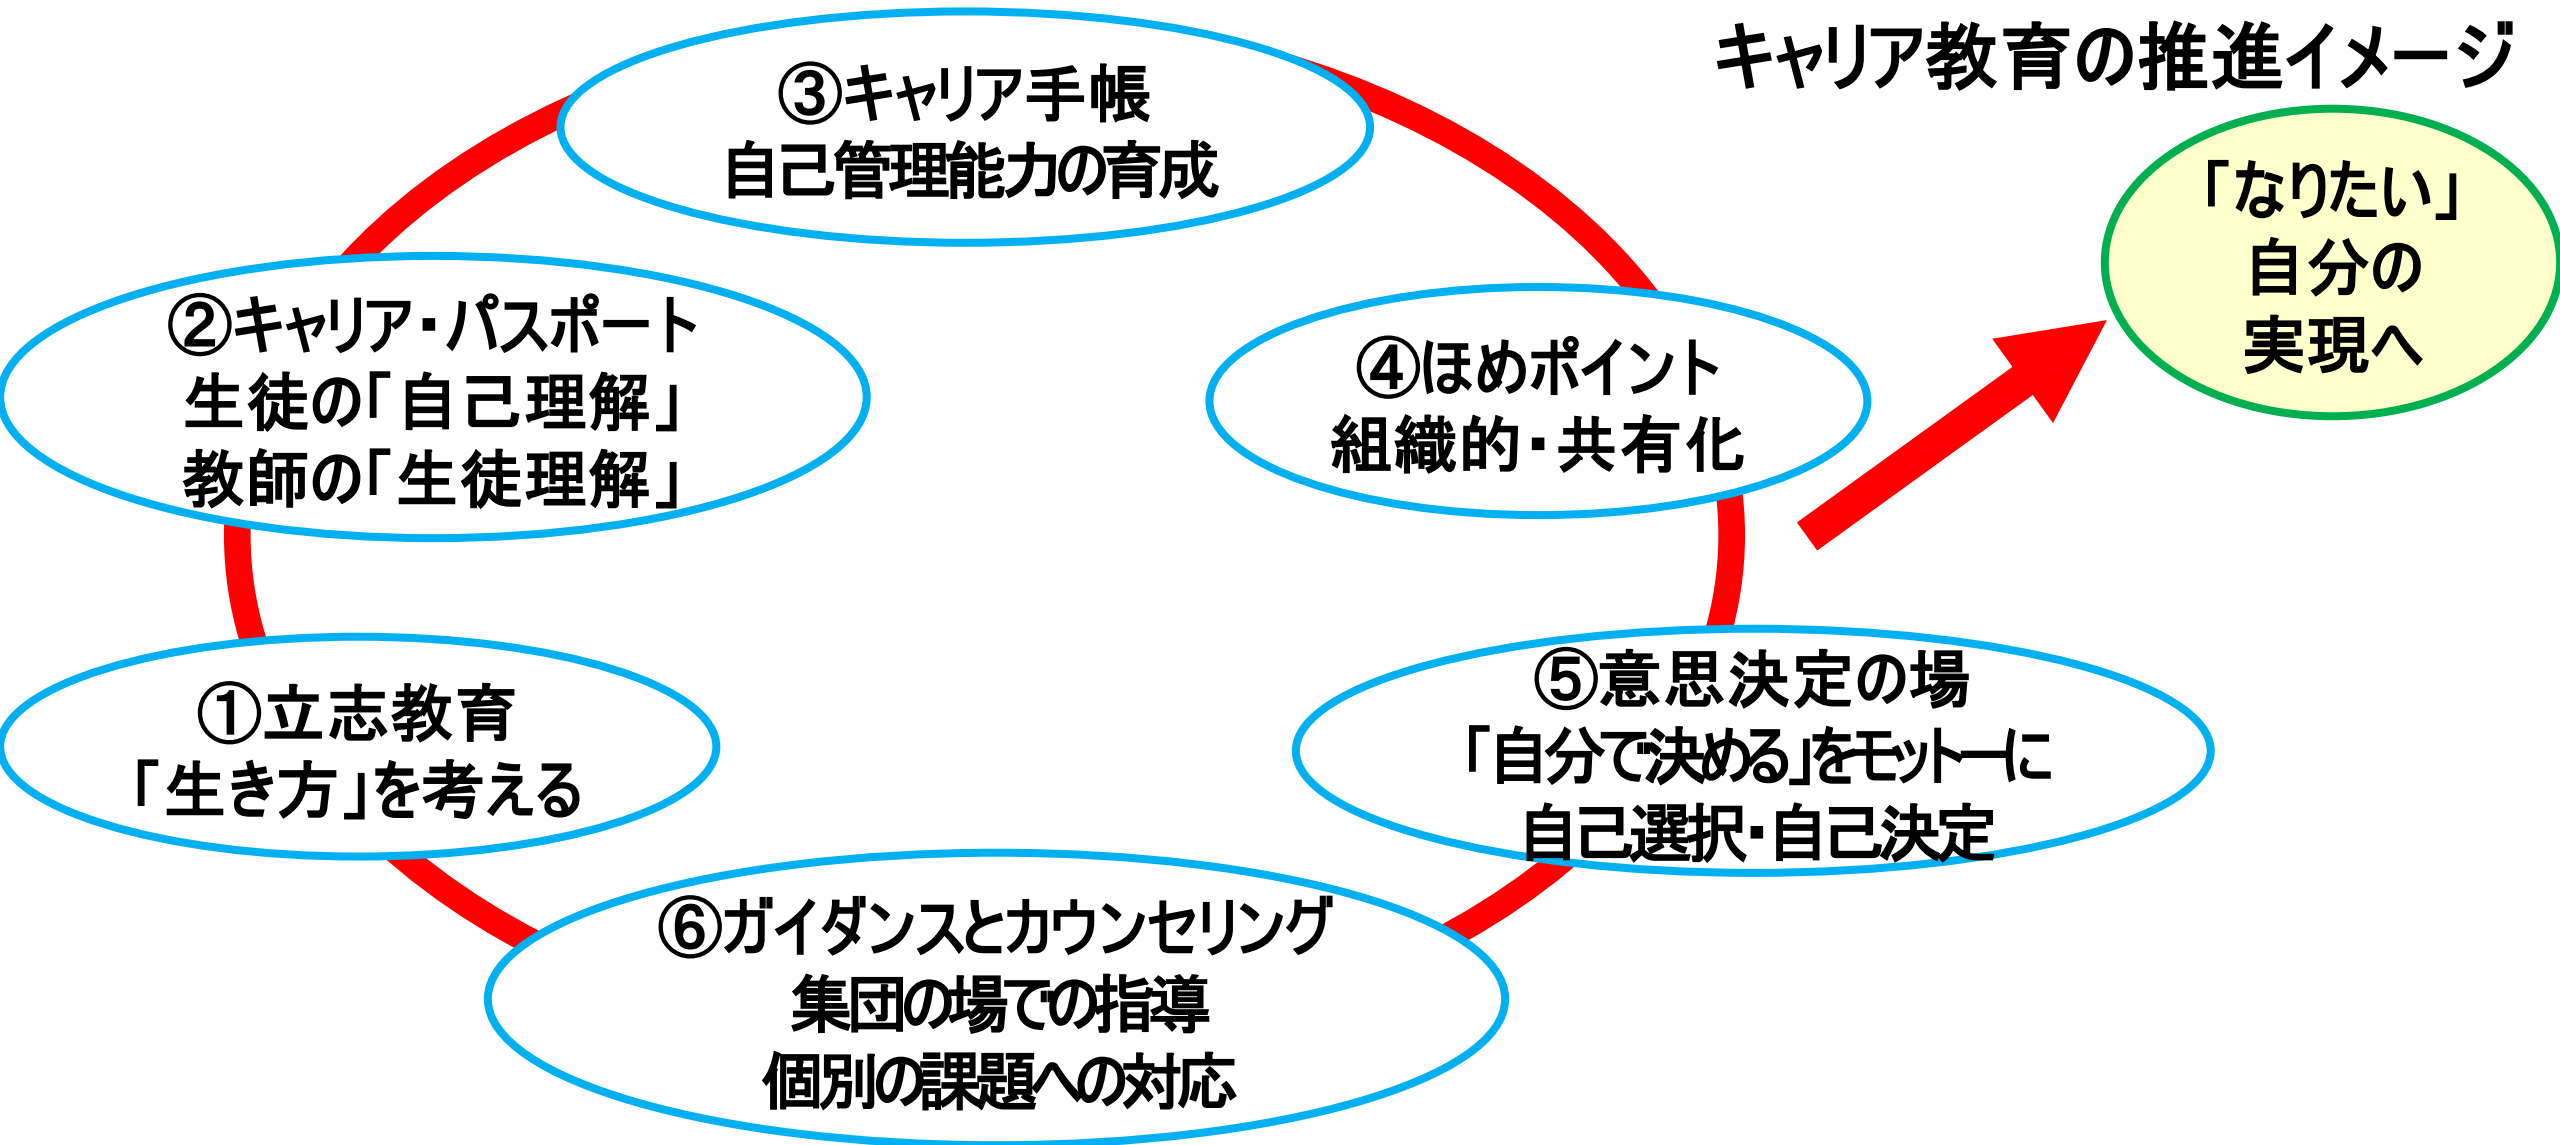 キャリア教育の推進イメージ
③キャリア手帳
自己管理能力の育成
「なりたい」
自分の
実現へ
②キャリア・パスポート
生徒の「自己理解」
教師の「生徒理解」
④ほめポイント
組織的・共有化
①立志教育
「生き方」を考える
⑤意思決定の場
「自分で決める」をモットーに
自己選択・自己決定
⑥ガイダンスとカウンセリング
集団の場での指導
個別の課題への対応